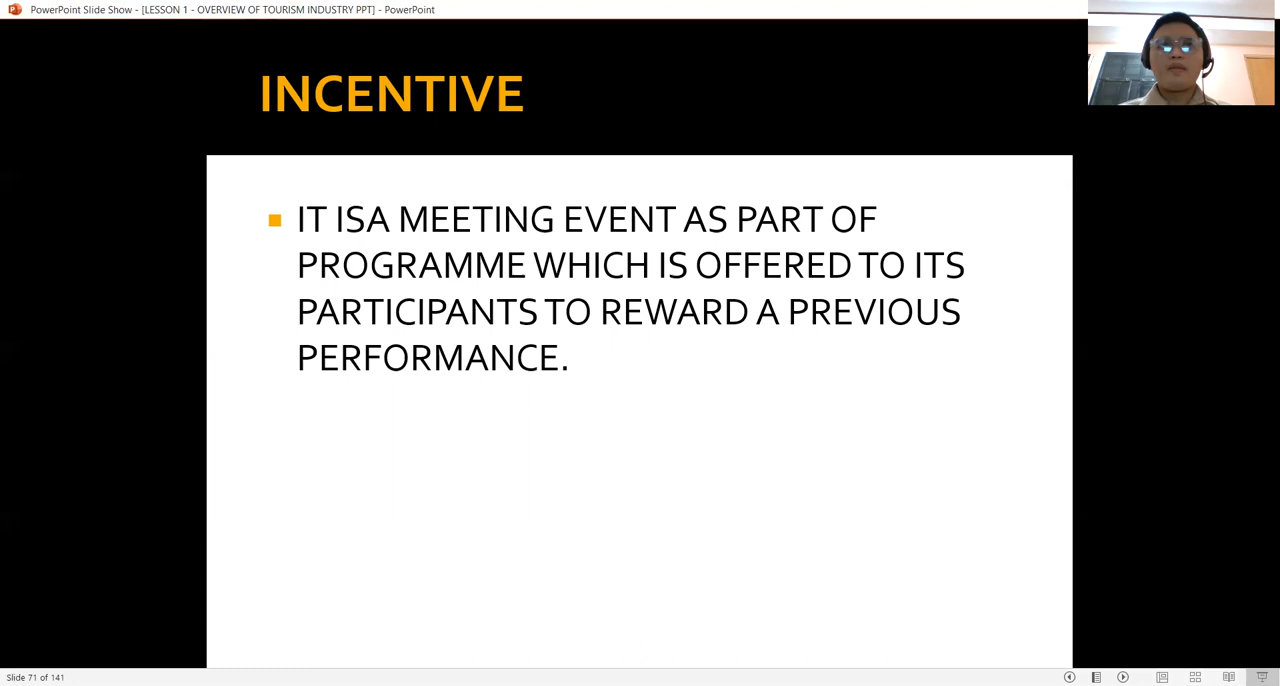 PowerPoint Slide Show - [LESSON 1 - OVERVIEW OF TOURISM INDUSTRY PPT] - PowerPoint
INCENTIVE
IT ISA MEETING EVENT AS PART OF
PROGRAMME WHICH IS OFFERED TO ITS
PARTICIPANTS TO REWARD A PREVIOUS
PERFORMANCE.
Slide 71 of 141